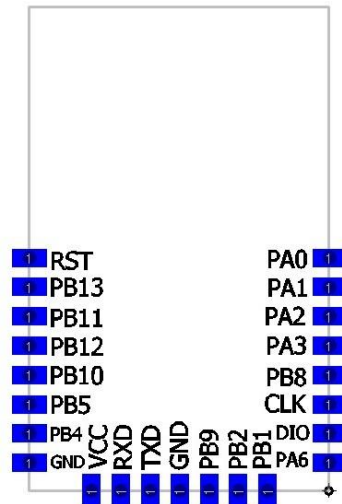 RST PA0
PB13 PA1
PB11 PA2
PB12 PA3
PB10 PB8
PB5 CLK
PB4 DIO
GND PA6
VCC RXD TXD GND PB9 PB2 PB1